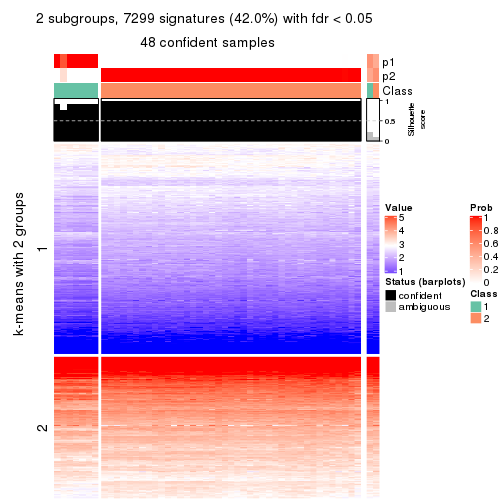 2 subgroups, 7299 signatures (42.0%) with fdr < 0.05
48 confident samples
p1
p2
Class
1
0.5
0
Silhouette
score
k-means with 2 groups
1
2
Value
5
4
3
2
1
Prob
1
0.8
0.6
0.4
0.2
0
Status (barplots)
confident
ambiguous
Class
1
2